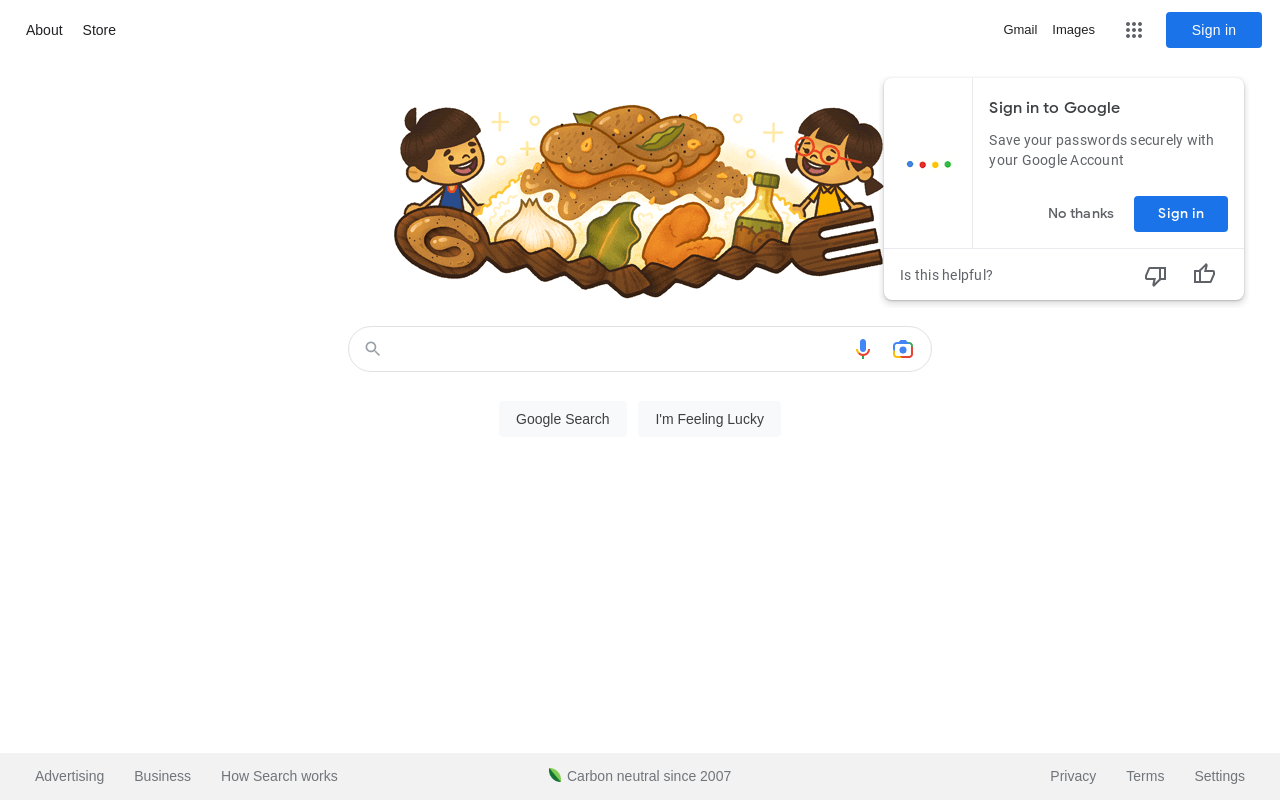 About Store
Gmail Images Sign in
Sign in to Google
Save your passwords securely with
your Google Account
No thanks Sign in
Is this helpful?
Google Search I'm Feeling Lucky
Advertising Business How Search works Carbon neutral since 2007 Privacy Terms Settings